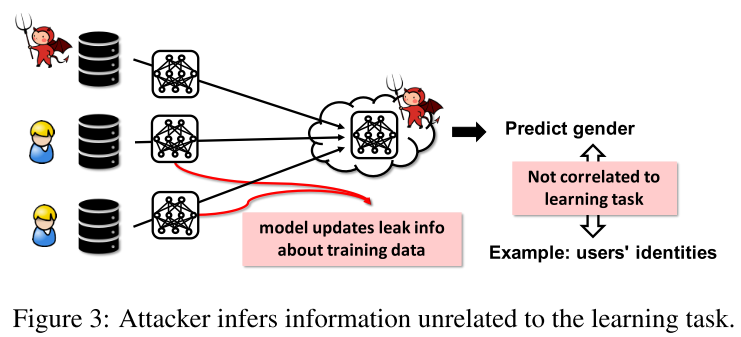 Predict gender
Not correlated to
learning task
model updates leak info
about training data
Example: users' identities
Figure 3: Attacker infers information unrelated to the learning task.